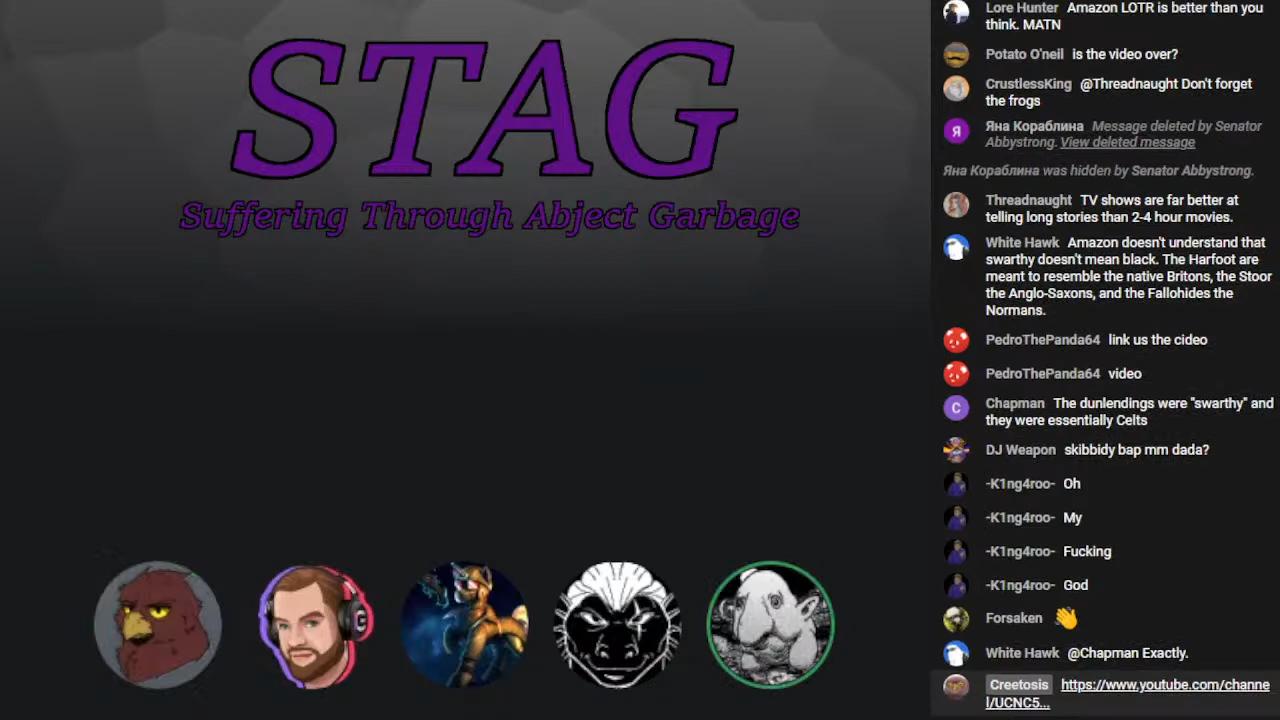 STAG
Suffering Through Abject Garbage
Lore Hunter Amazon LOTR is better than you
think. MATN
Potato O'neil is the video over?
CrustlessKing @Threadnaught Don't forget
the frogs
Я
Яна Кораблина Message deleted by Senator
Abbystrong. View deleted message
Яна Кораблина was hidden by Senator Abbystrong.
Threadnaught TV shows are far better at
telling long stories than 2-4 hour movies.
White Hawk Amazon doesn't understand that
swarthy doesn't mean black. The Harfoot are
meant to resemble the native Britons, the Stoor
the Anglo-Saxons, and the Fallohides the
Normans.
PedroThePanda64 link us the cideo
PedroThePanda64 video
C
Chapman The dunlendings were "swarthy" and
they were essentially Celts
DJ Weapon skibbidy bap mm dada?
-K1ng4roo- Oh
-K1ng4roo- My
-K1ng4roo- Fucking
-K1ng4roo- God
Forsaken 👋
White Hawk @Chapman Exactly.
Creetosis https://www.youtube.com/channe
l/UCNC5...